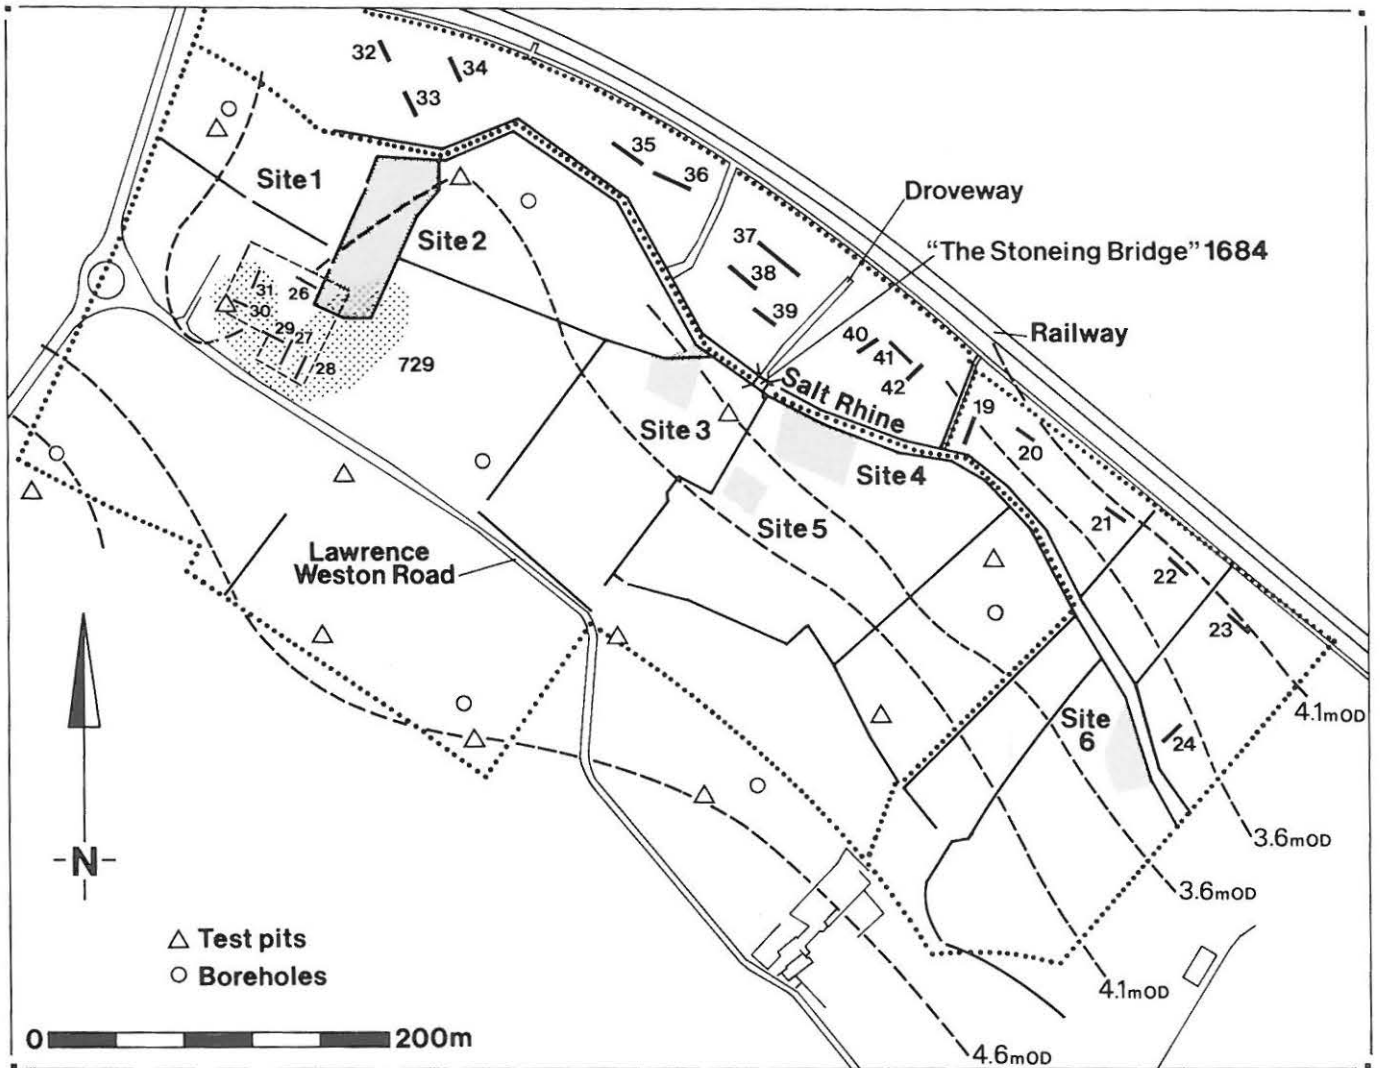 32
34
33
35
36
Site 1
Droveway
Site 2
37
"The Stoneing Bridge" 1684
38
31
26
30
39
29
27
40
Railway
41
28
729
42
Salt Rhine
19
Site 3
20
Site 4
21
Site 5
Lawrence
Weston Road
22
23
Site
6
4.1mOD
24
3.6mOD
N
3.6mOD
Test pits
Boreholes
4.1mOD
0
200m
4.6mOD